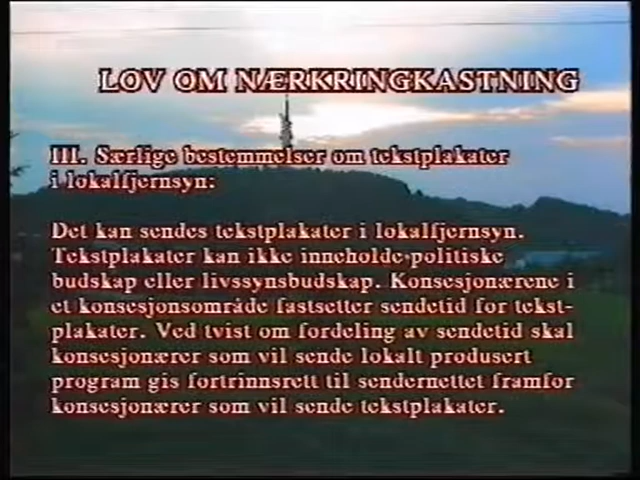 LOV OM NÆRKRINGKASTNING
III. Særlige bestemmelser om tekstplakater
i lokalfjernsyn:
Det kan sendes tekstplakater i lokalfjernsyn.
Tekstplakater kan ikke inneholde politiske
budskap eller livssynsbudskap. Konsesjonærene i
et konsesjonsområde fastsetter sendetid for tekst-
plakater. Ved tvist om fordeling av sendetid skal
konsesjonærer som vil sende lokalt produsert
program gis fortrinnsrett til sendernettet framfor
konsesjonærer som vil sende tekstplakater.